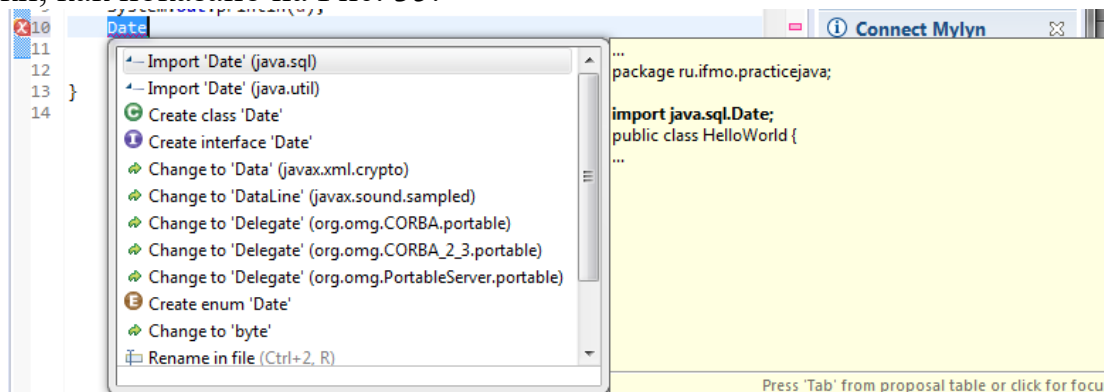 10 Date
Connect Mylyn
11
12
13 }
14
Import 'Date' (java.sql)
Import 'Date' (java.util)
Create class 'Date'
Create interface 'Date'
Change to 'Data' (javax.xml.crypto)
Change to 'DataLine' (javax.sound.sampled)
Change to 'Delegate' (org.omg.CORBA.portable)
Change to 'Delegate' (org.omg.CORBA_2_3.portable)
Change to 'Delegate' (org.omg.PortableServer.portable)
Create enum 'Date'
Change to 'byte'
Rename in file (Ctrl+2, R)
...
package ru.ifmo.practicejava;
import java.sql.Date;
public class HelloWorld {
...
Press 'Tab' from proposal table or click for focu